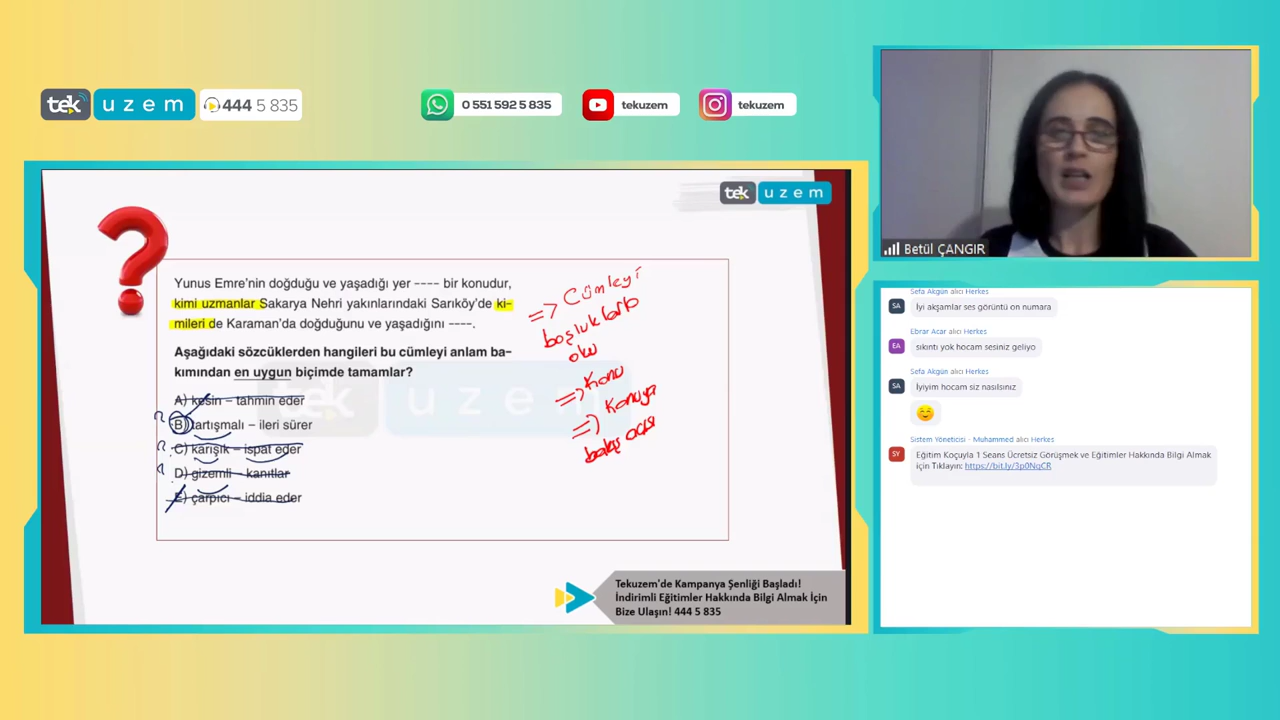 tek uzem 444 5 835
0 551 592 5 835
tekuzem
tekuzem
tek uzem
Yunus Emre'nin doğduğu ve yaşadığı yer ---- bir konudur,
kimi uzmanlar Sakarya Nehri yakınlarındaki Sarıköy'de ki-
mileri de Karaman'da doğduğunu ve yaşadığını ----.
Aşağıdaki sözcüklerden hangileri bu cümleyi anlam ba-
kımından en uygun biçimde tamamlar?
A) kesin – tahmin eder
B) tartışmalı – ileri sürer
C) karışık – ispat eder
D) gizemli – kanıtlar
E) çarpıcı – iddia eder
=> Cümleyi
boşluklarla
oku
=> Konu
=> Konuya
bakış açısı
uzem
Tekuzem'de Kampanya Şenliği Başladı!
İndirimli Eğitimler Hakkında Bilgi Almak İçin
Bize Ulaşın! 444 5 835
Betül ÇANGIR
Sefa Akgün alıcı Herkes
SA İyi akşamlar ses görüntü on numara
Ebrar Acar alıcı Herkes
EA sıkıntı yok hocam sesiniz geliyo
Sefa Akgün alıcı Herkes
SA İyiyim hocam siz nasılsınız
Sistem Yöneticisi - Muhammed alıcı Herkes
SY Eğitim Koçuyla 1 Seans Ücretsiz Görüşmek ve Eğitimler Hakkında Bilgi Almak
için Tıklayın: https://bit.ly/3p0NqCR